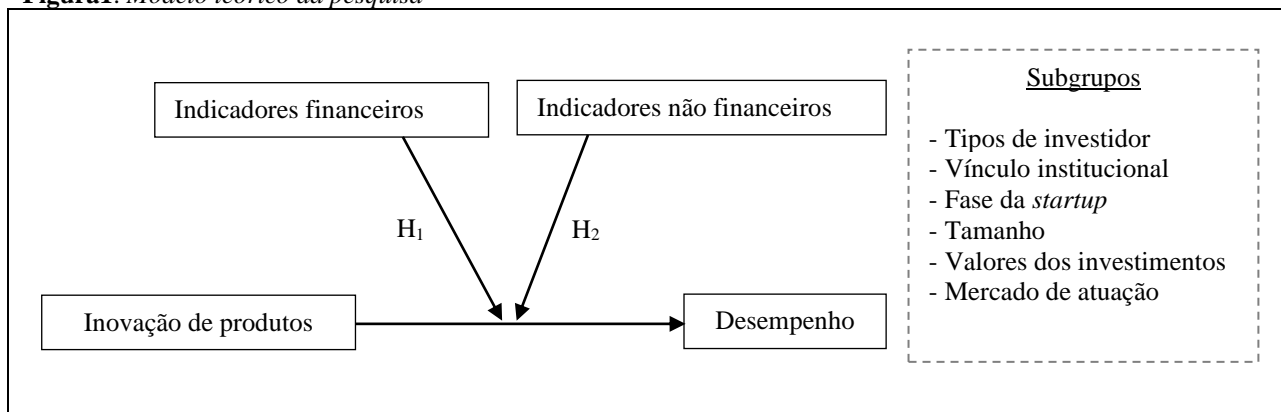 Figura1. Modelo teórico da pesquisa
Indicadores financeiros
Indicadores não financeiros
H1
H2
Inovação de produtos
Desempenho
Subgrupos
- Tipos de investidor
- Vínculo institucional
- Fase da startup
- Tamanho
- Valores dos investimentos
- Mercado de atuação